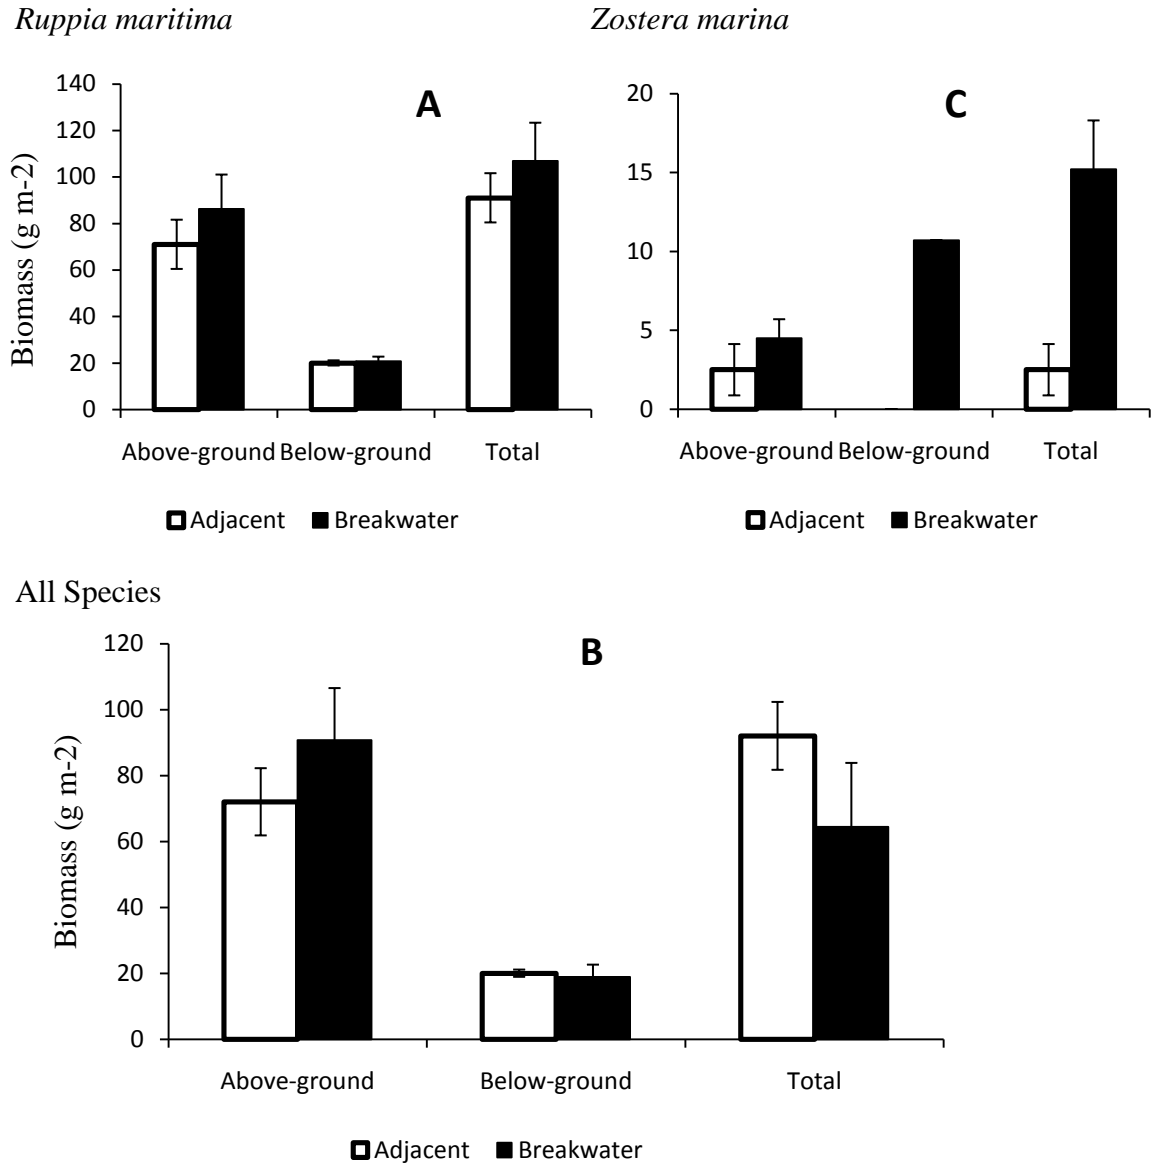 Ruppia maritima
Zostera marina
A
Biomass (g m-2)
140
120
100
80
60
40
20
0
Above-ground Below-ground Total
Adjacent Breakwater
C
20
15
10
5
0
Above-ground Below-ground Total
Adjacent Breakwater
All Species
B
Biomass (g m-2)
120
100
80
60
40
20
0
Above-ground Below-ground Total
Adjacent Breakwater